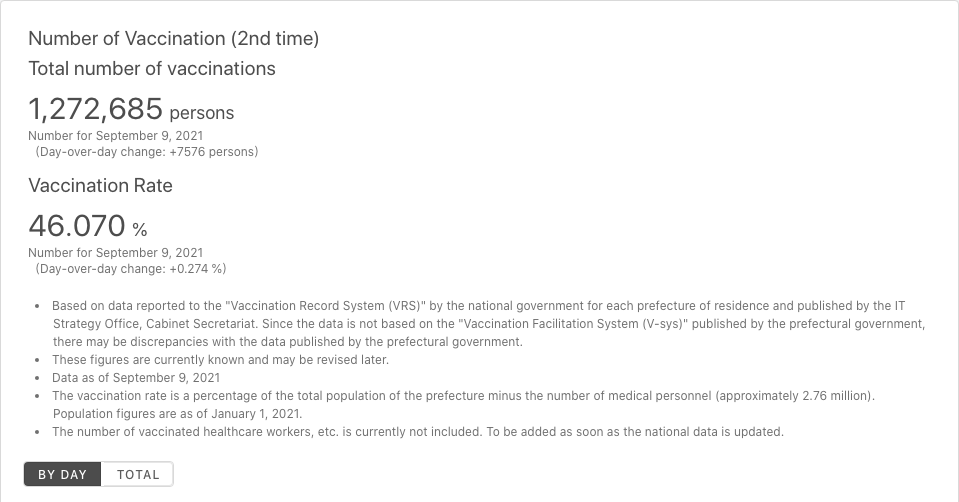 Number of Vaccination (2nd time)
Total number of vaccinations
1,272,685 persons
Number for September 9, 2021
(Day-over-day change: +7576 persons)
Vaccination Rate
46.070 %
Number for September 9, 2021
(Day-over-day change: +0.274 %)
• Based on data reported to the "Vaccination Record System (VRS)" by the national government for each prefecture of residence and published by the IT
Strategy Office, Cabinet Secretariat. Since the data is not based on the "Vaccination Facilitation System (V-sys)" published by the prefectural government,
there may be discrepancies with the data published by the prefectural government.
• These figures are currently known and may be revised later.
• Data as of September 9, 2021
• The vaccination rate is a percentage of the total population of the prefecture minus the number of medical personnel (approximately 2.76 million).
Population figures are as of January 1, 2021.
• The number of vaccinated healthcare workers, etc. is currently not included. To be added as soon as the national data is updated.
BY DAY TOTAL